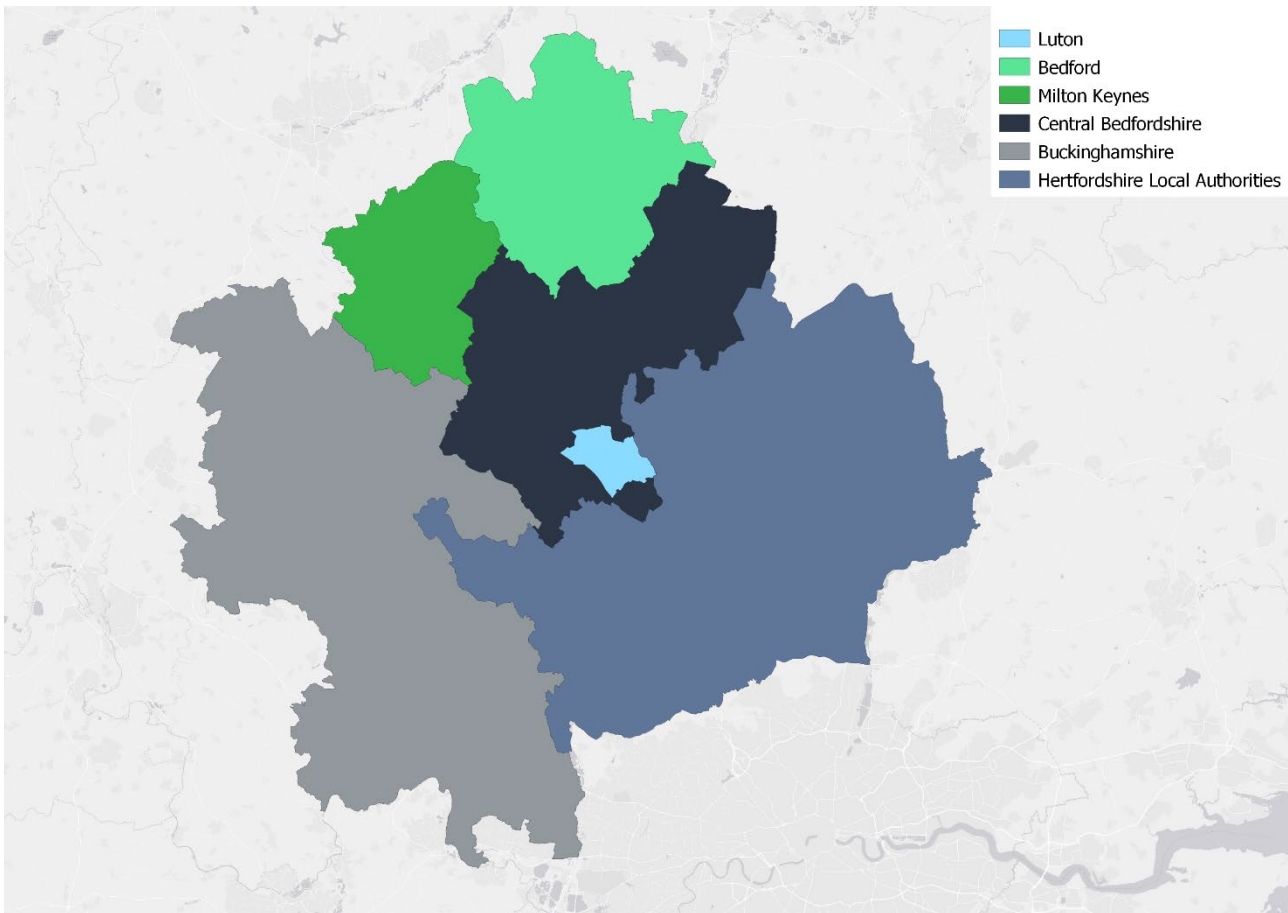 Luton
Bedford
Milton Keynes
Central Bedfordshire
Buckinghamshire
Hertfordshire Local Authorities